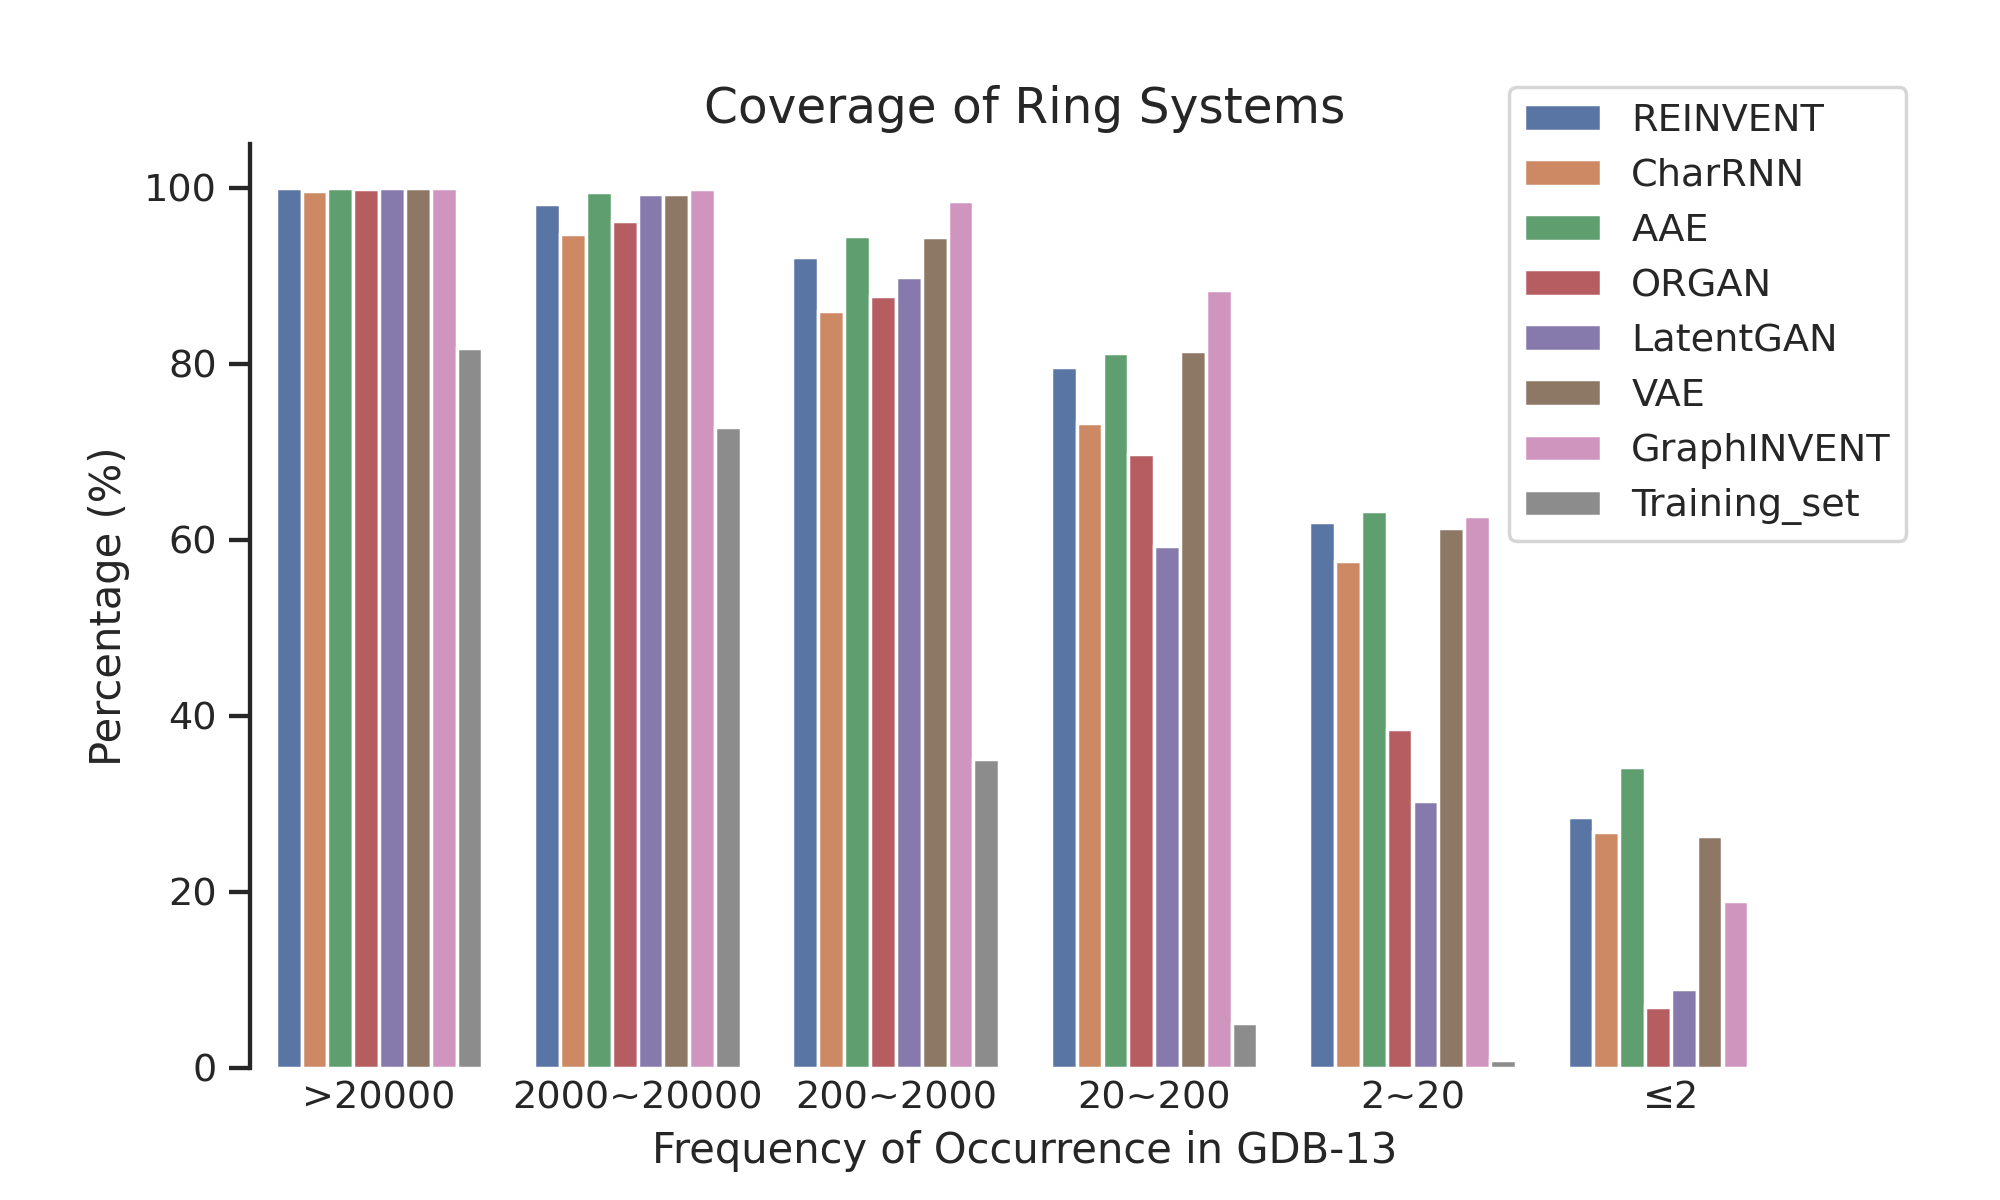 Coverage of Ring Systems
REINVENT
CharRNN
AAE
ORGAN
LatentGAN
VAE
GraphINVENT
Training_set
Percentage (%)
100
80
60
40
20
0
>20000
2000~20000
200~2000
20~200
2~20
≤2
Frequency of Occurrence in GDB-13